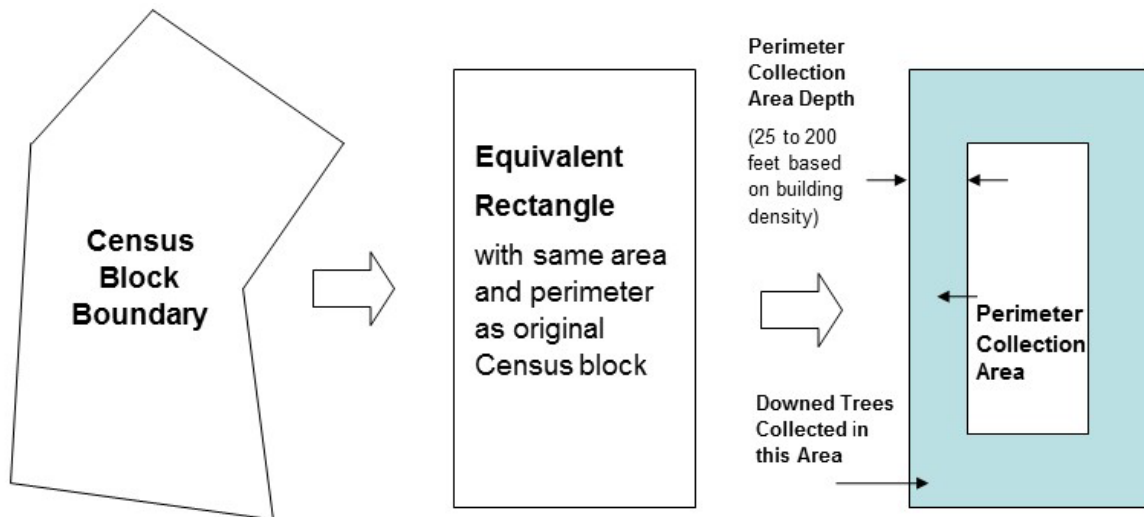 Census
Block
Boundary
Equivalent
Rectangle
with same area
and perimeter
as original
Census block
Perimeter
Collection
Area Depth
(25 to 200
feet based
on building
density)
Perimeter
Collection
Area
Downed Trees
Collected in
this Area